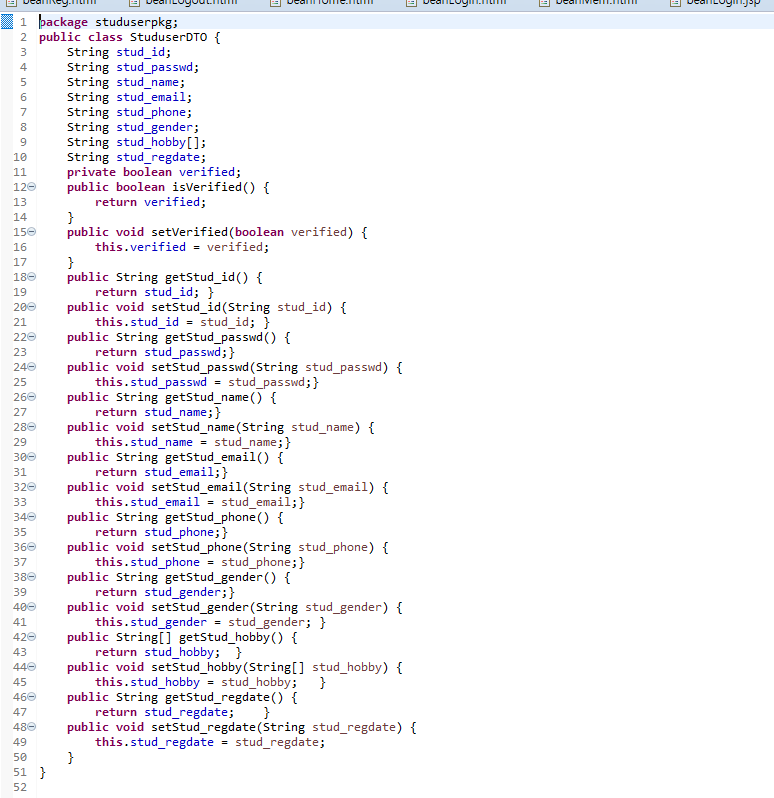 beanReg.html beanLogout.html beanHome.html beanLogin.html beanMem.html beanLogin.jsp
1 package studuserpkg;
2 public class StuduserDTO {
3 String stud_id;
4 String stud_passwd;
5 String stud_name;
6 String stud_email;
7 String stud_phone;
8 String stud_gender;
9 String stud_hobby[];
10 String stud_regdate;
11 private boolean verified;
12 public boolean isVerified() {
13 return verified;
14 }
15 public void setVerified(boolean verified) {
16 this.verified = verified;
17 }
18 public String getStud_id() {
19 return stud_id; }
20 public void setStud_id(String stud_id) {
21 this.stud_id = stud_id; }
22 public String getStud_passwd() {
23 return stud_passwd;}
24 public void setStud_passwd(String stud_passwd) {
25 this.stud_passwd = stud_passwd;}
26 public String getStud_name() {
27 return stud_name;}
28 public void setStud_name(String stud_name) {
29 this.stud_name = stud_name;}
30 public String getStud_email() {
31 return stud_email;}
32 public void setStud_email(String stud_email) {
33 this.stud_email = stud_email;}
34 public String getStud_phone() {
35 return stud_phone;}
36 public void setStud_phone(String stud_phone) {
37 this.stud_phone = stud_phone;}
38 public String getStud_gender() {
39 return stud_gender;}
40 public void setStud_gender(String stud_gender) {
41 this.stud_gender = stud_gender; }
42 public String[] getStud_hobby() {
43 return stud_hobby; }
44 public void setStud_hobby(String[] stud_hobby) {
45 this.stud_hobby = stud_hobby; }
46 public String getStud_regdate() {
47 return stud_regdate; }
48 public void setStud_regdate(String stud_regdate) {
49 this.stud_regdate = stud_regdate;
50 }
51 }
52